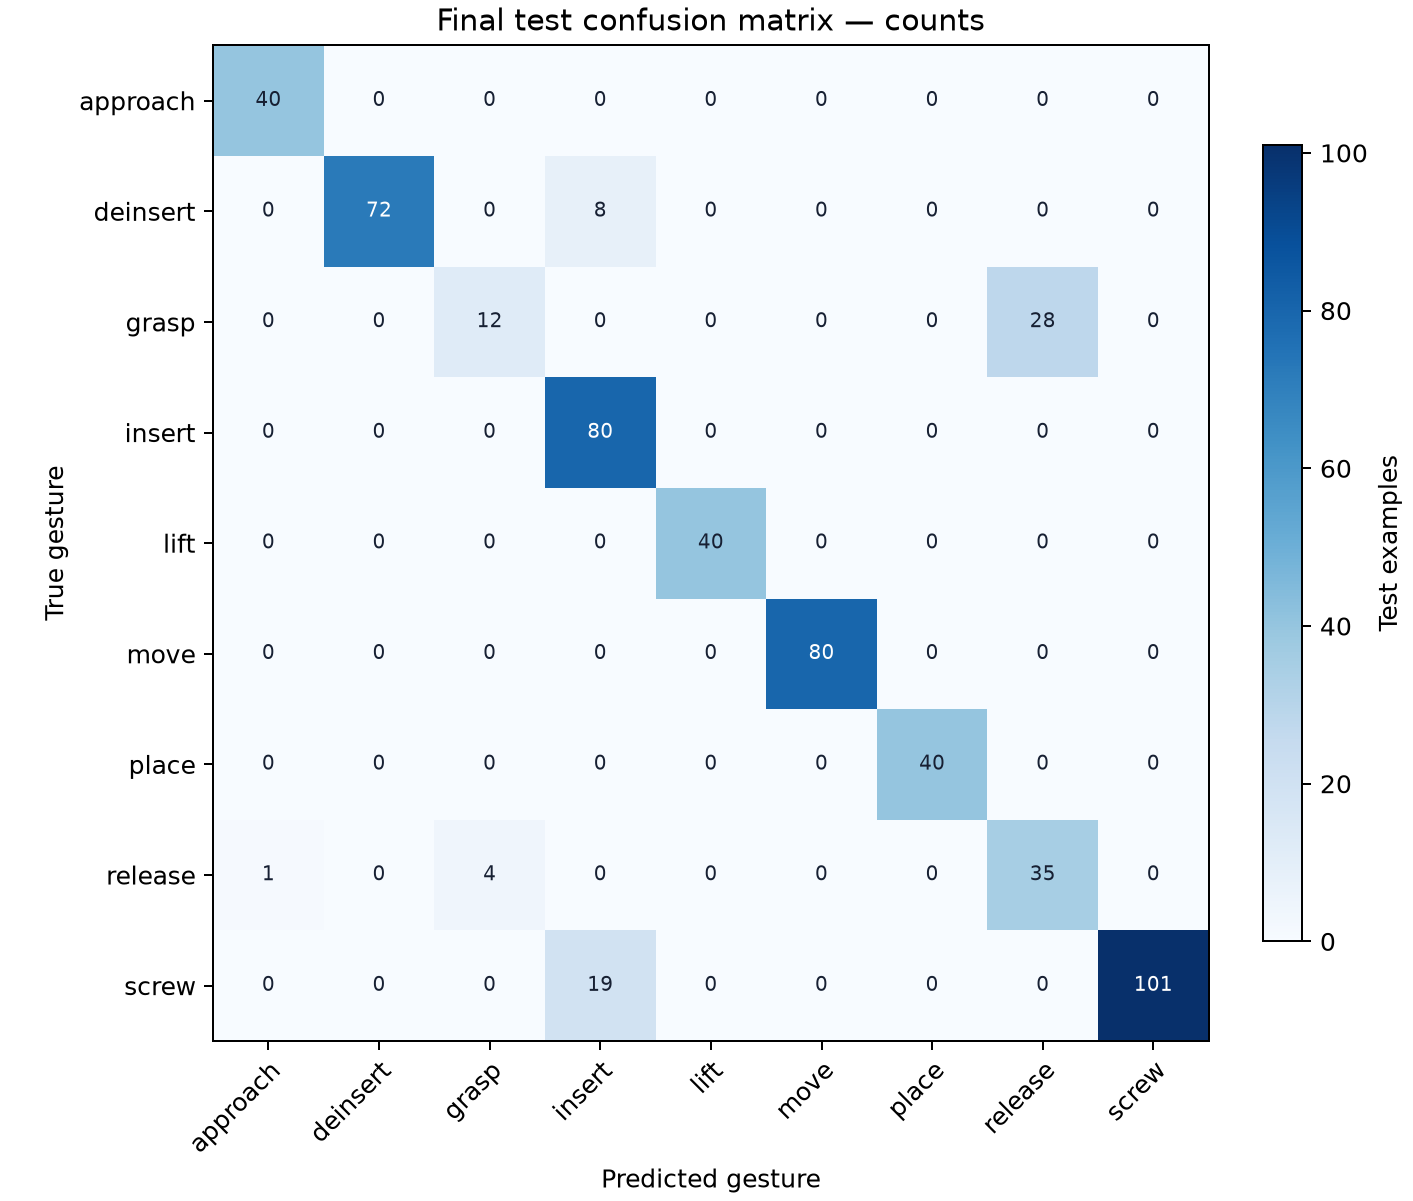 Final test confusion matrix — counts
approach 40 0 0 0 0 0 0 0 0
deinsert 0 72 0 8 0 0 0 0 0
grasp 0 0 12 0 0 0 0 28 0
insert 0 0 0 80 0 0 0 0 0
lift 0 0 0 0 40 0 0 0 0
move 0 0 0 0 0 80 0 0 0
place 0 0 0 0 0 0 40 0 0
release 1 0 4 0 0 0 0 35 0
screw 0 0 0 19 0 0 0 0 101
approach deinsert grasp insert lift move place release screw
Predicted gesture
True gesture
100
80
60
40
20
0
Test examples